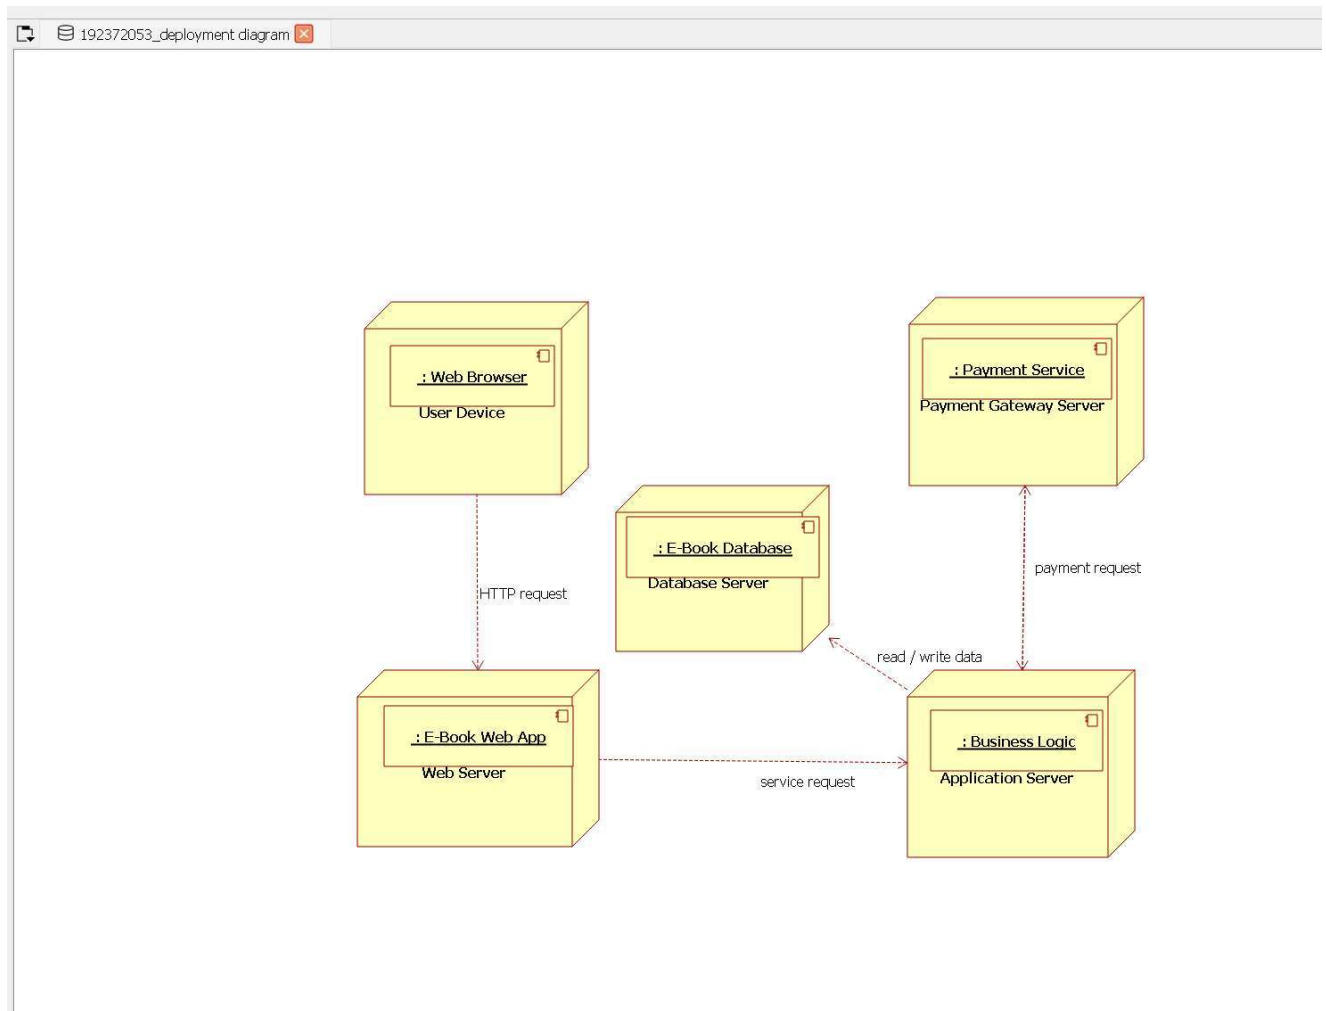 192372053_deployment diagram
: Web Browser
User Device
: Payment Service
Payment Gateway Server
: E-Book Database
Database Server
payment request
HTTP request
read / write data
: E-Book Web App
Web Server
: Business Logic
Application Server
service request